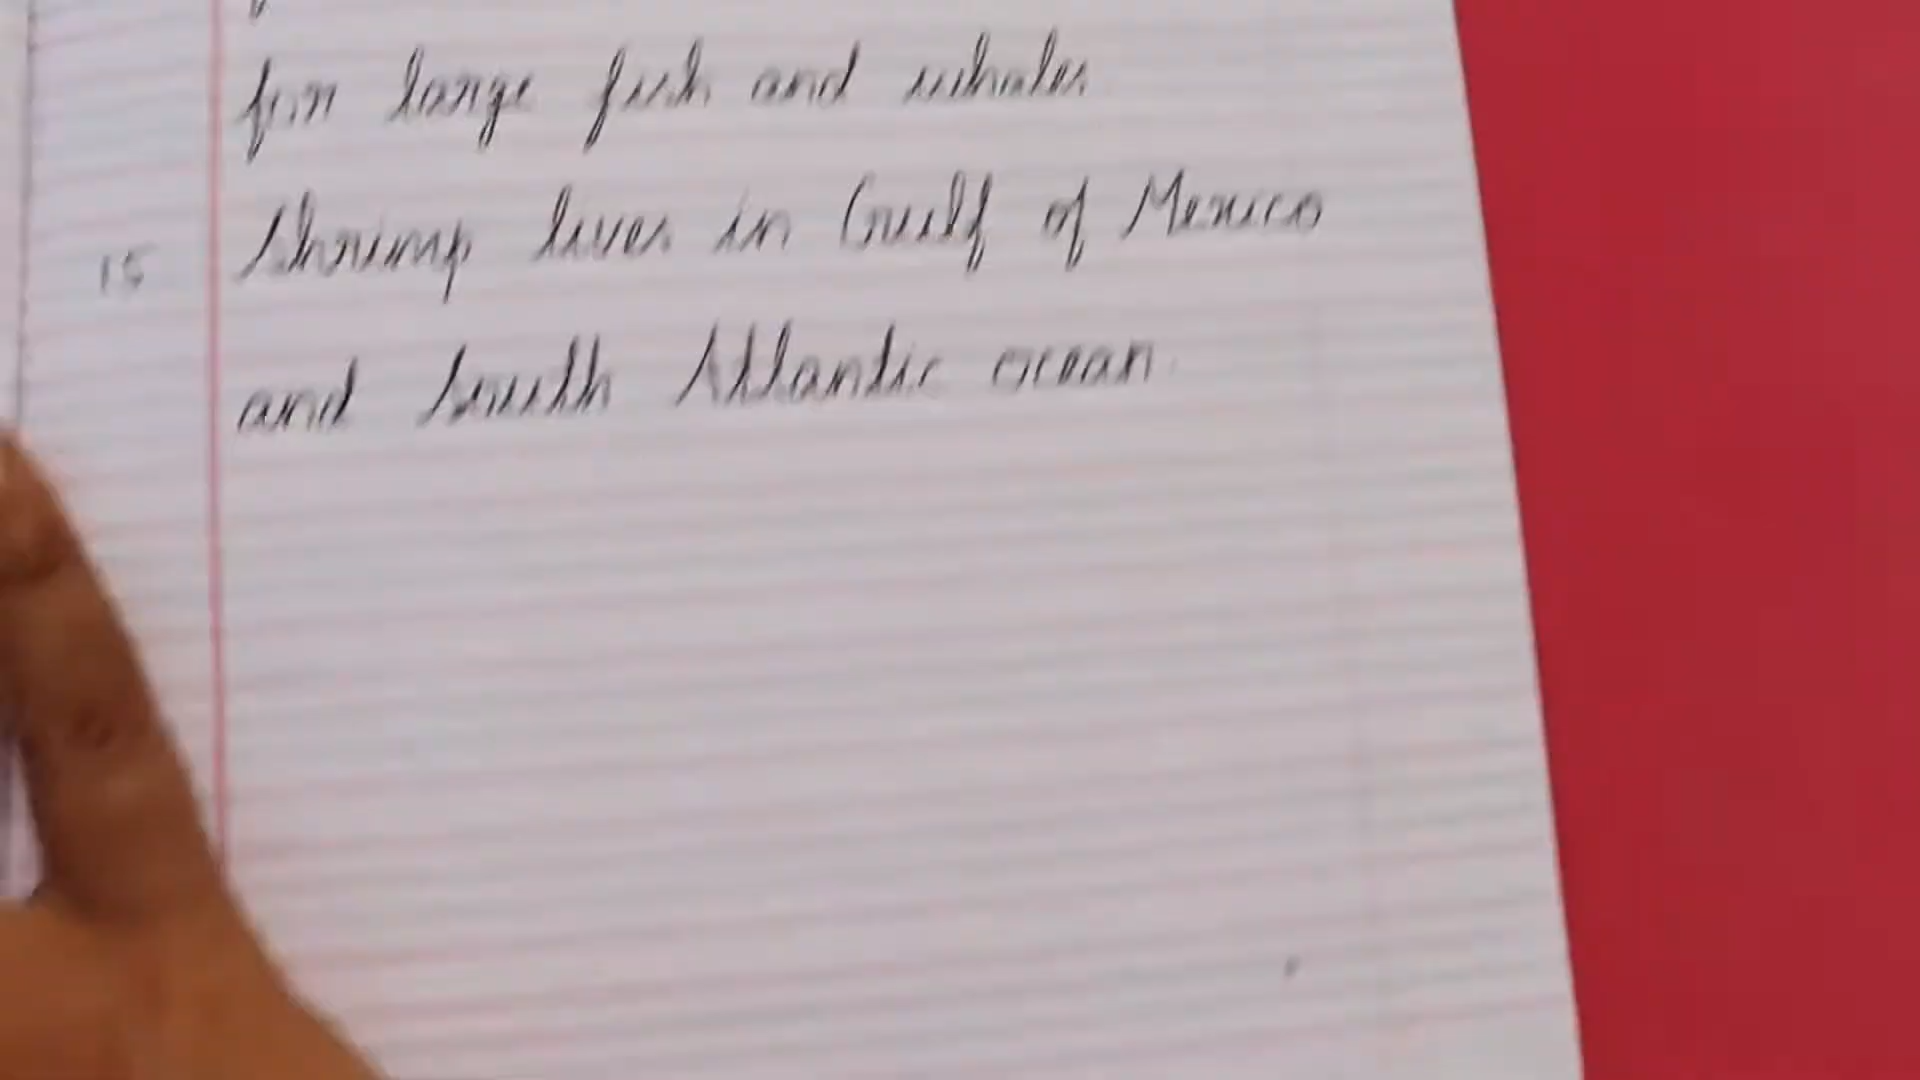 for large fish and whales
15 Shrimp lives in Gulf of Mexico
and South Atlantic ocean.